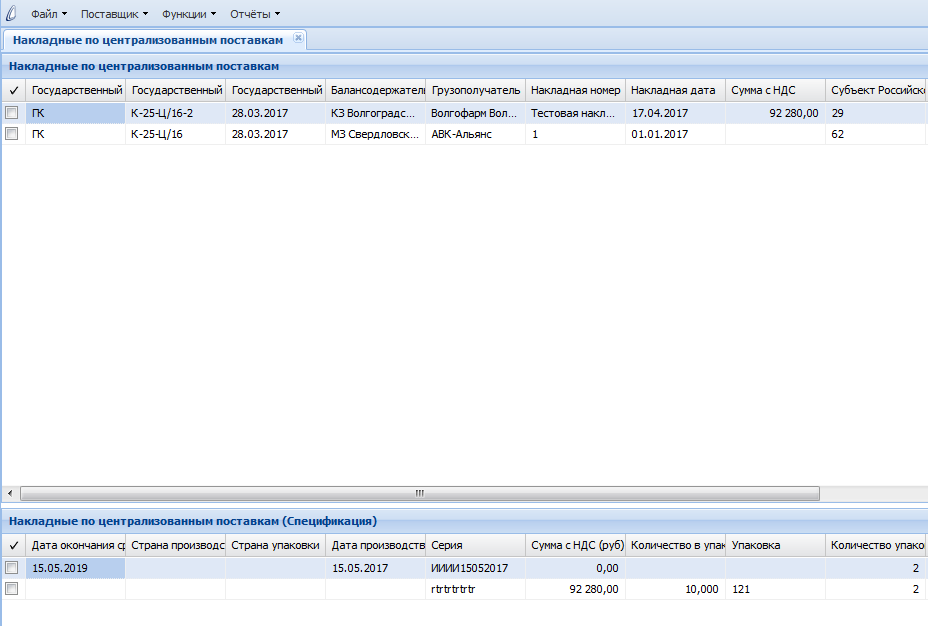 Файл Поставщик Функции Отчёты
Накладные по централизованным поставкам
Накладные по централизованным поставкам
Государственный Государственный Государственный Балансодержатель Грузополучатель Накладная номер Накладная дата Сумма с НДС Субъект Российск
ГК К-25-Ц/16-2 28.03.2017 КЗ Волгоградс... Волгофарм Вол... Тестовая накл... 17.04.2017 92 280,00 29
ГК К-25-Ц/16 28.03.2017 МЗ Свердловск... АВК-Альянс 1 01.01.2017 62
Накладные по централизованным поставкам (Спецификация)
Дата окончания ср Страна производс Страна упаковки Дата производств Серия Сумма с НДС (руб) Количество в упак Упаковка Количество упако
15.05.2019 15.05.2017 ИИИИ15052017 0,00 2
rtrtrtrtrtr 92 280,00 10,000 121 2